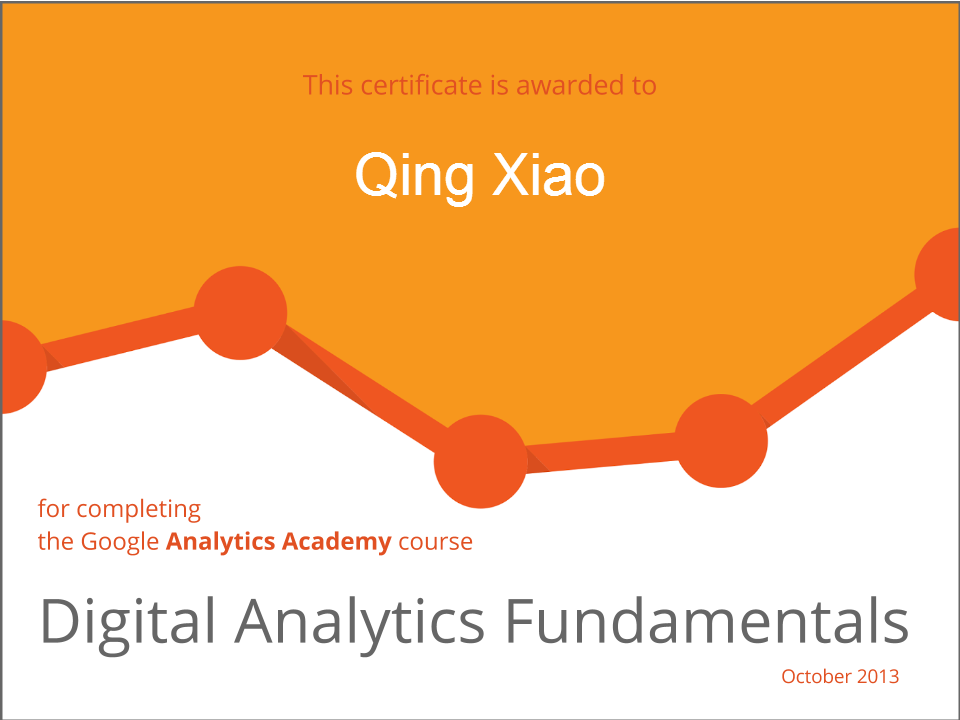 This certificate is awarded to
Qing Xiao
for completing
the Google Analytics Academy course
Digital Analytics Fundamentals
October 2013